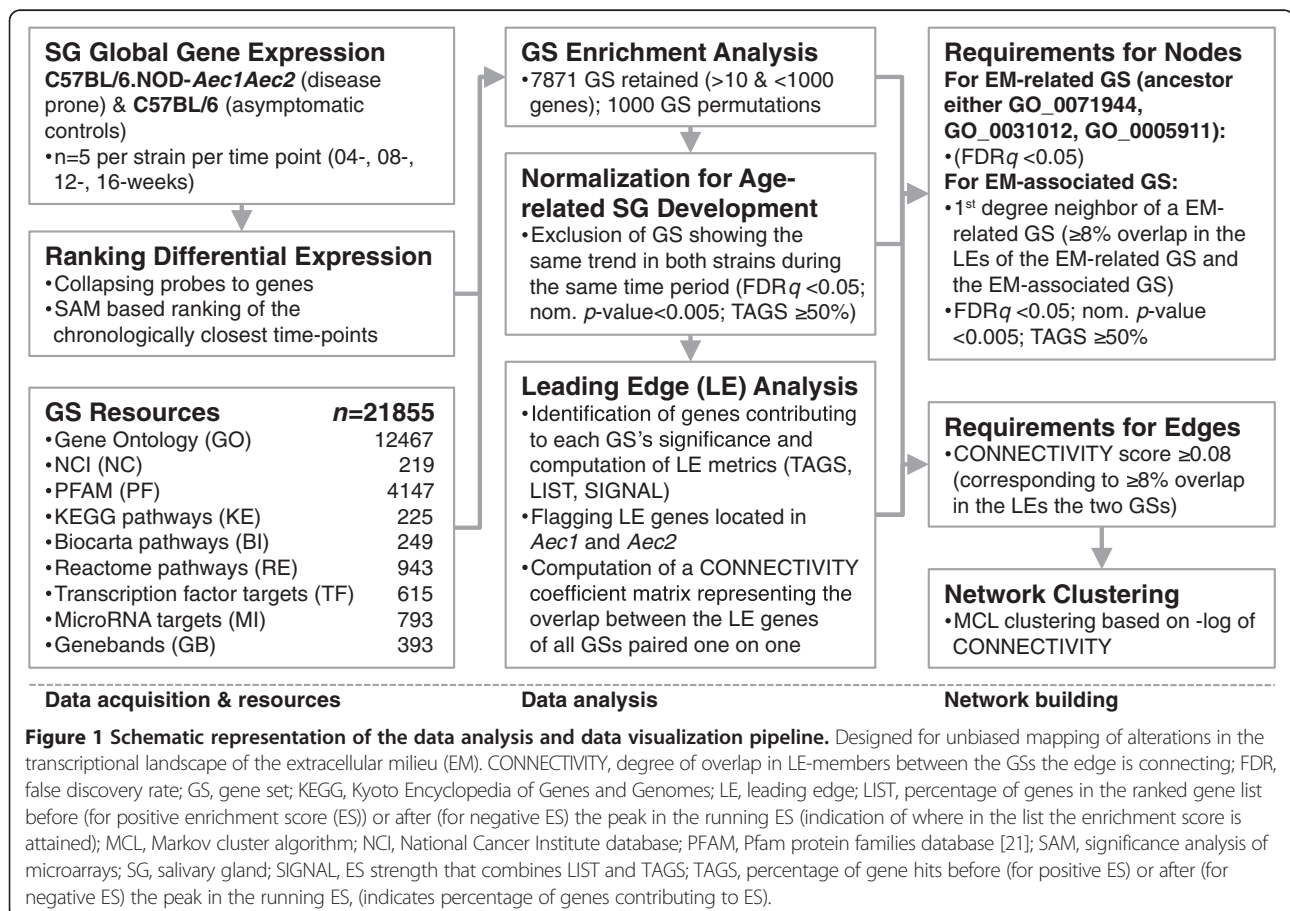 SG Global Gene Expression
C57BL/6.NOD-Aec1Aec2 (disease
prone) & C57BL/6 (asymptomatic
controls)
•n=5 per strain per time point (04-, 08-,
12-, 16-weeks)
Ranking Differential Expression
•Collapsing probes to genes
•SAM based ranking of the
chronologically closest time-points
GS Resources n=21855
•Gene Ontology (GO) 12467
•NCI (NC) 219
•PFAM (PF) 4147
•KEGG pathways (KE) 225
•Biocarta pathways (BI) 249
•Reactome pathways (RE) 943
•Transcription factor targets (TF) 615
•MicroRNA targets (MI) 793
•Genebands (GB) 393
Data acquisition & resources
GS Enrichment Analysis
•7871 GS retained (>10 & <1000
genes); 1000 GS permutations
Normalization for Age-
related SG Development
•Exclusion of GS showing the
same trend in both strains during
the same time period (FDRq <0.05;
nom. p-value<0.005; TAGS ≥50%)
Leading Edge (LE) Analysis
•Identification of genes contributing
to each GS's significance and
computation of LE metrics (TAGS,
LIST, SIGNAL)
•Flagging LE genes located in
Aec1 and Aec2
•Computation of a CONNECTIVITY
coefficient matrix representing the
overlap between the LE genes
of all GSs paired one on one
Data analysis
Requirements for Nodes
For EM-related GS (ancestor
either GO_0071944,
GO_0031012, GO_0005911):
•(FDRq <0.05)
For EM-associated GS:
•1st degree neighbor of a EM-
related GS (≥8% overlap in the
LEs of the EM-related GS and
the EM-associated GS)
•FDRq <0.05; nom. p-value
<0.005; TAGS ≥50%
Requirements for Edges
•CONNECTIVITY score ≥0.08
(corresponding to ≥8% overlap
in the LEs the two GSs)
Network Clustering
•MCL clustering based on -log of
CONNECTIVITY
Network building
Figure 1 Schematic representation of the data analysis and data visualization pipeline. Designed for unbiased mapping of alterations in the
transcriptional landscape of the extracellular milieu (EM). CONNECTIVITY, degree of overlap in LE-members between the GSs the edge is connecting; FDR,
false discovery rate; GS, gene set; KEGG, Kyoto Encyclopedia of Genes and Genomes; LE, leading edge; LIST, percentage of genes in the ranked gene list
before (for positive enrichment score (ES)) or after (for negative ES) the peak in the running ES (indication of where in the list the enrichment score is
attained); MCL, Markov cluster algorithm; NCI, National Cancer Institute database; PFAM, Pfam protein families database [21]; SAM, significance analysis of
microarrays; SG, salivary gland; SIGNAL, ES strength that combines LIST and TAGS; TAGS, percentage of gene hits before (for positive ES) or after (for
negative ES) the peak in the running ES, (indicates percentage of genes contributing to ES).